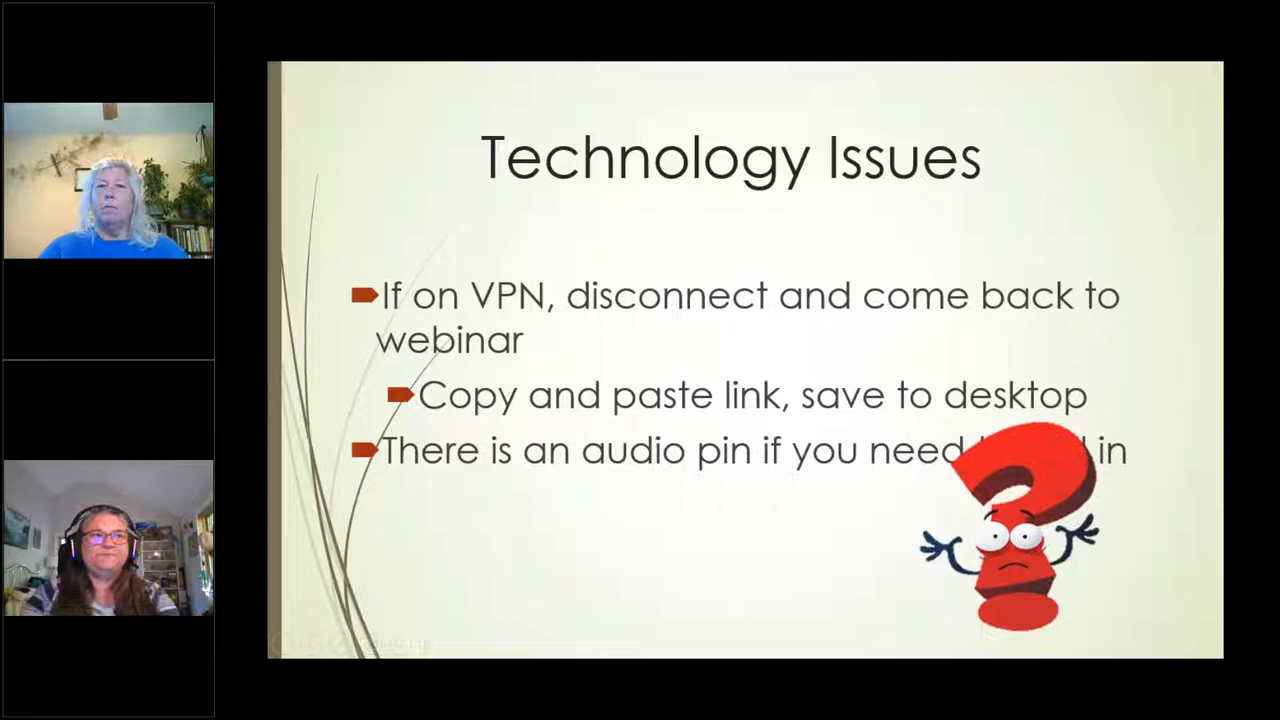 Technology Issues
If on VPN, disconnect and come back to
webinar
Copy and paste link, save to desktop
There is an audio pin if you need in